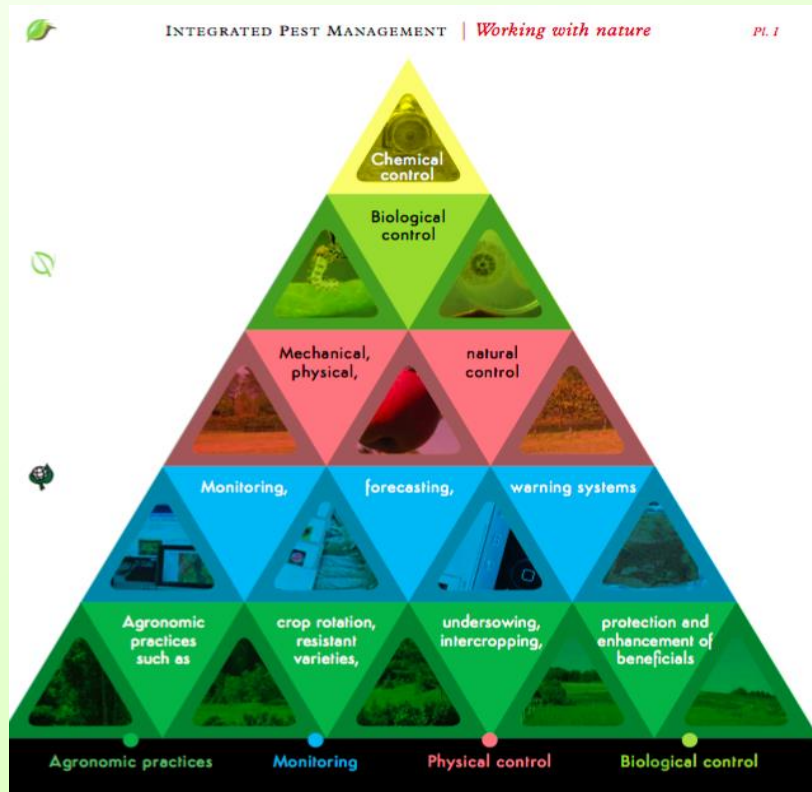 INTEGRATED PEST MANAGEMENT | Working with nature Pl. I
Chemical
control
Biological
control
Mechanical,
physical,
natural
control
Monitoring,
forecasting,
warning systems
Agronomic
practices
such as
crop rotation,
resistant
varieties,
undersowing,
intercropping,
protection and
enhancement of
beneficials
Agronomic practices
Monitoring
Physical control
Biological control